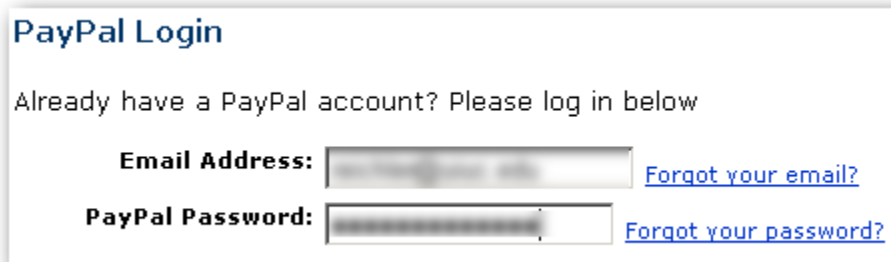 PayPal Login
Already have a PayPal account? Please log in below
Email Address: Forgot your email?
PayPal Password: Forgot your password?